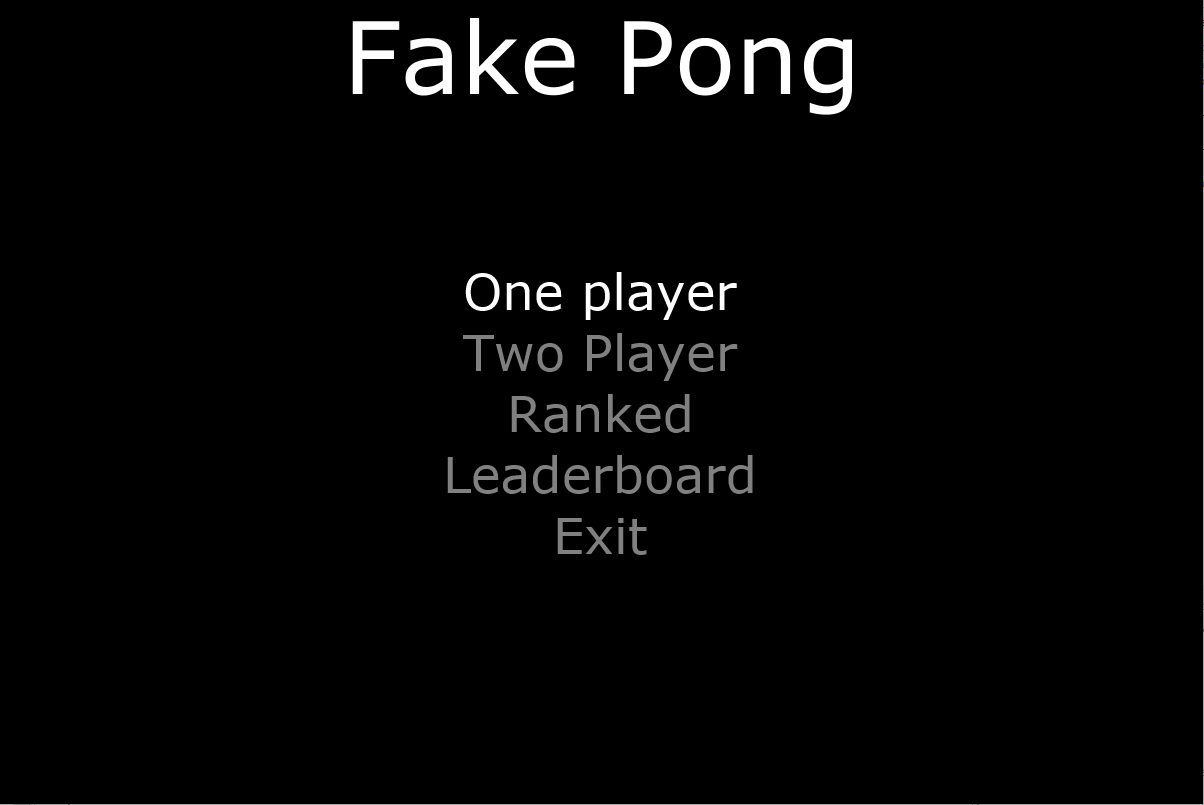 Fake Pong
One player
Two Player
Ranked
Leaderboard
Exit